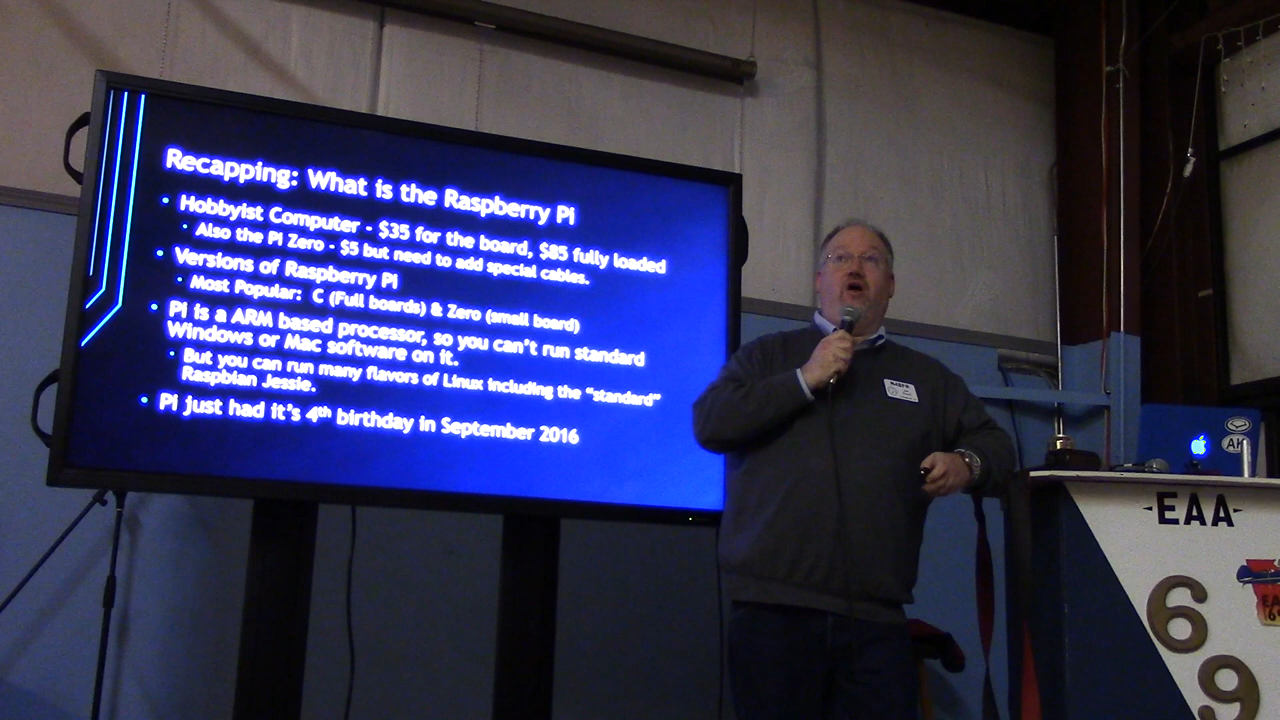 Recapping: What is the Raspberry Pi
• Hobbyist Computer - $35 for the board, $85 fully loaded
• Also the Pi Zero - $5 but need to add special cables.
• Versions of Raspberry Pi
• Most Popular: C (Full boards) & Zero (small board)
• Pi is a ARM based processor, so you can't run standard
Windows or Mac software on it.
• But you can run many flavors of Linux including the "standard"
Raspbian Jessie.
• Pi just had it's 4th birthday in September 2016
AK
-EAA-
69